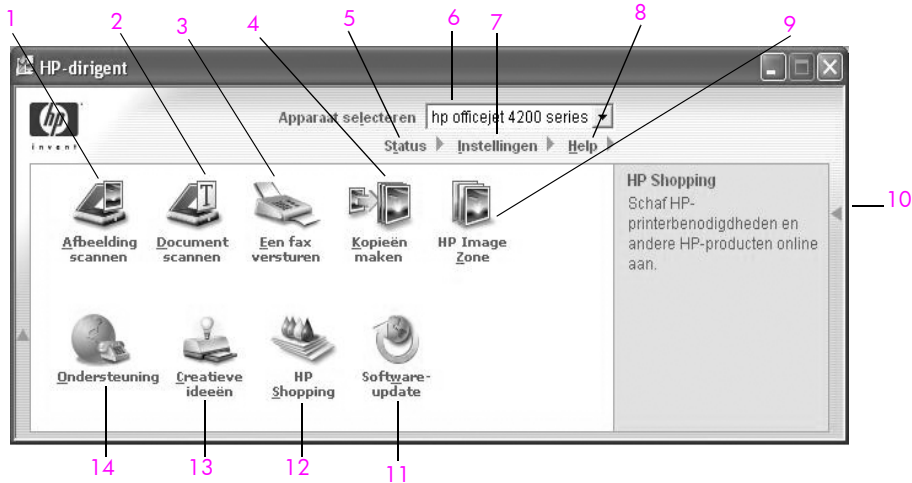 1 2 3 4 5 6 7 8 9
HP-dirigent
hp
invent
Apparaat selecteren hp officejet 4200 series
Status Instellingen Help
HP Shopping
Schaf HP-
printerbenodigdheden en
andere HP-producten online
aan.
10
Afbeelding
scannen
Document
scannen
Een fax
versturen
Kopieën
maken
HP Image
Zone
Ondersteuning
Creatieve
ideeën
HP
Shopping
Software-
update
14 13 12 11